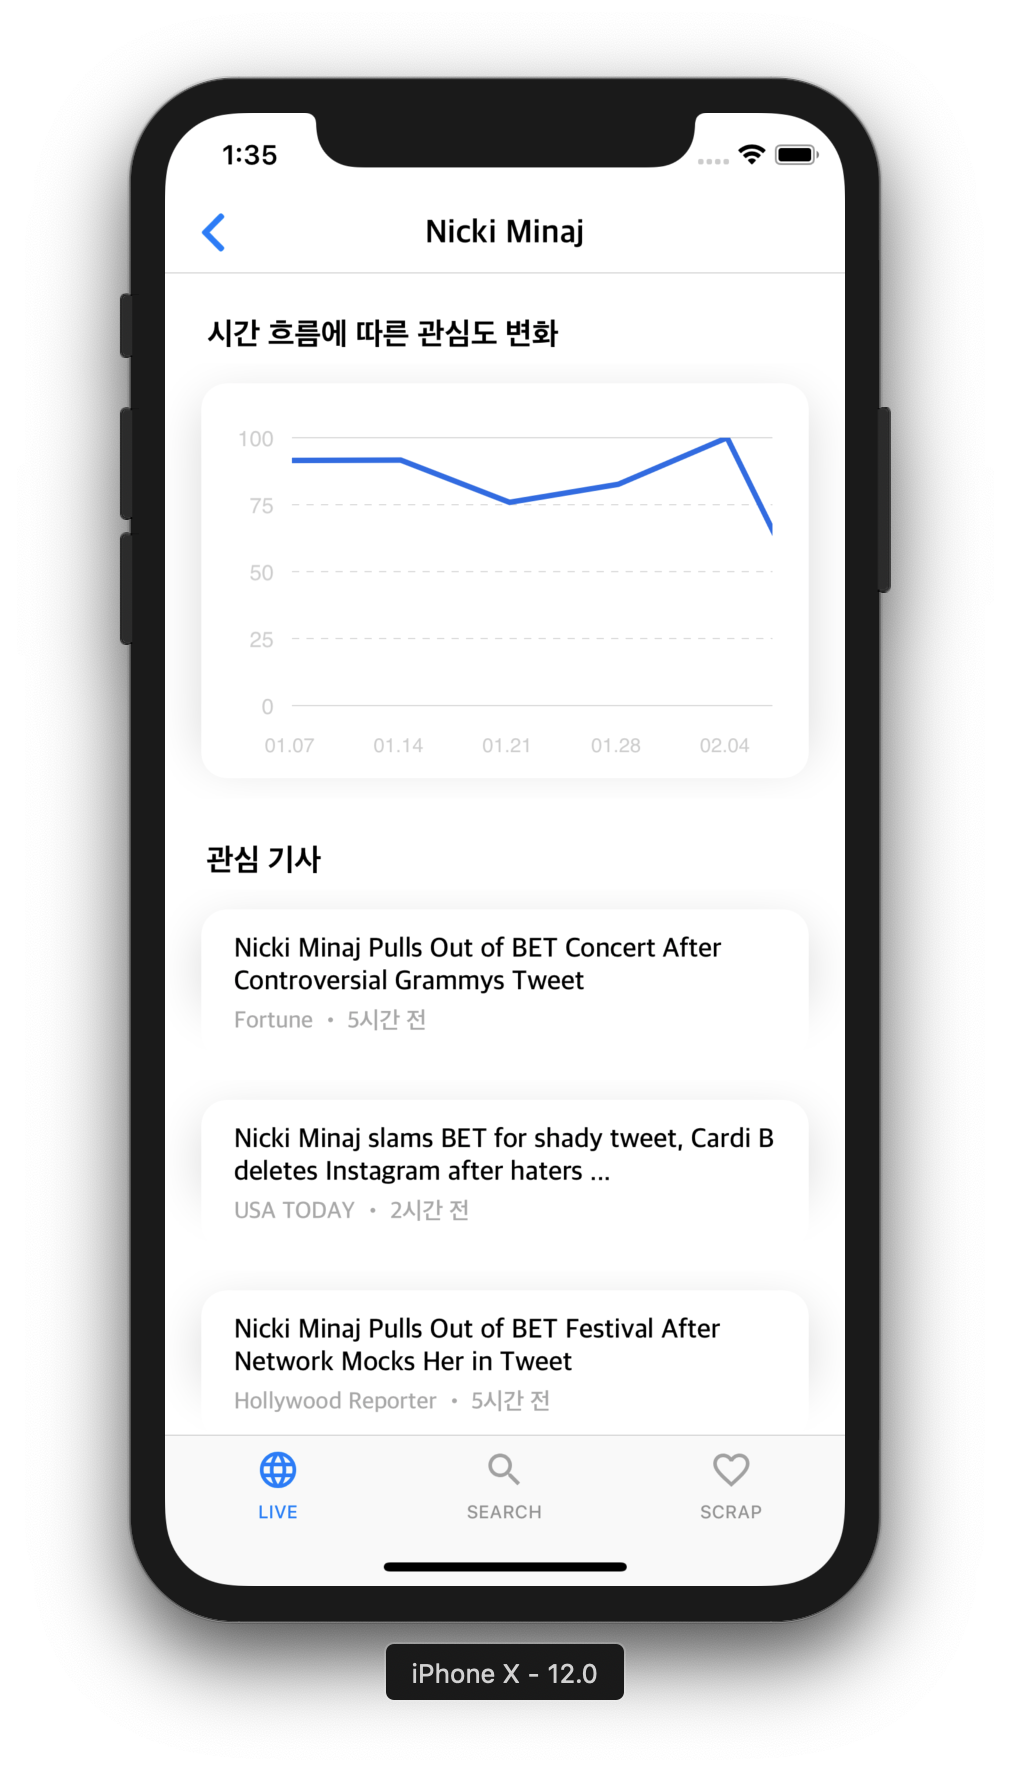 1:35
Nicki Minaj
시간 흐름에 따른 관심도 변화
100
75
50
25
0
01.07 01.14 01.21 01.28 02.04
관심 기사
Nicki Minaj Pulls Out of BET Concert After
Controversial Grammys Tweet
Fortune • 5시간 전
Nicki Minaj slams BET for shady tweet, Cardi B
deletes Instagram after haters ...
USA TODAY • 2시간 전
Nicki Minaj Pulls Out of BET Festival After
Network Mocks Her in Tweet
Hollywood Reporter • 5시간 전
LIVE SEARCH SCRAP
iPhone X - 12.0